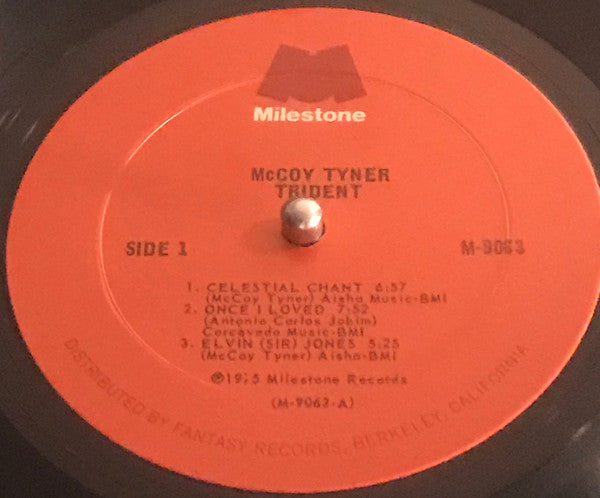 Milestone
McCOY TYNER
TRIDENT
SIDE 1
M-9063
1. CELESTIAL CHANT 6:57
(McCoy Tyner) Aisha Music-BMI
2. ONCE I LOVED 7:52
(Antonio Carlos Jobim)
Corcovado Music-BMI
3. ELVIN (SIR) JONES 5:25
(McCoy Tyner) Aisha-BMI
℗1975 Milestone Records
(M-9063-A)
DISTRIBUTED BY FANTASY RECORDS, BERKELEY, CALIFORNIA